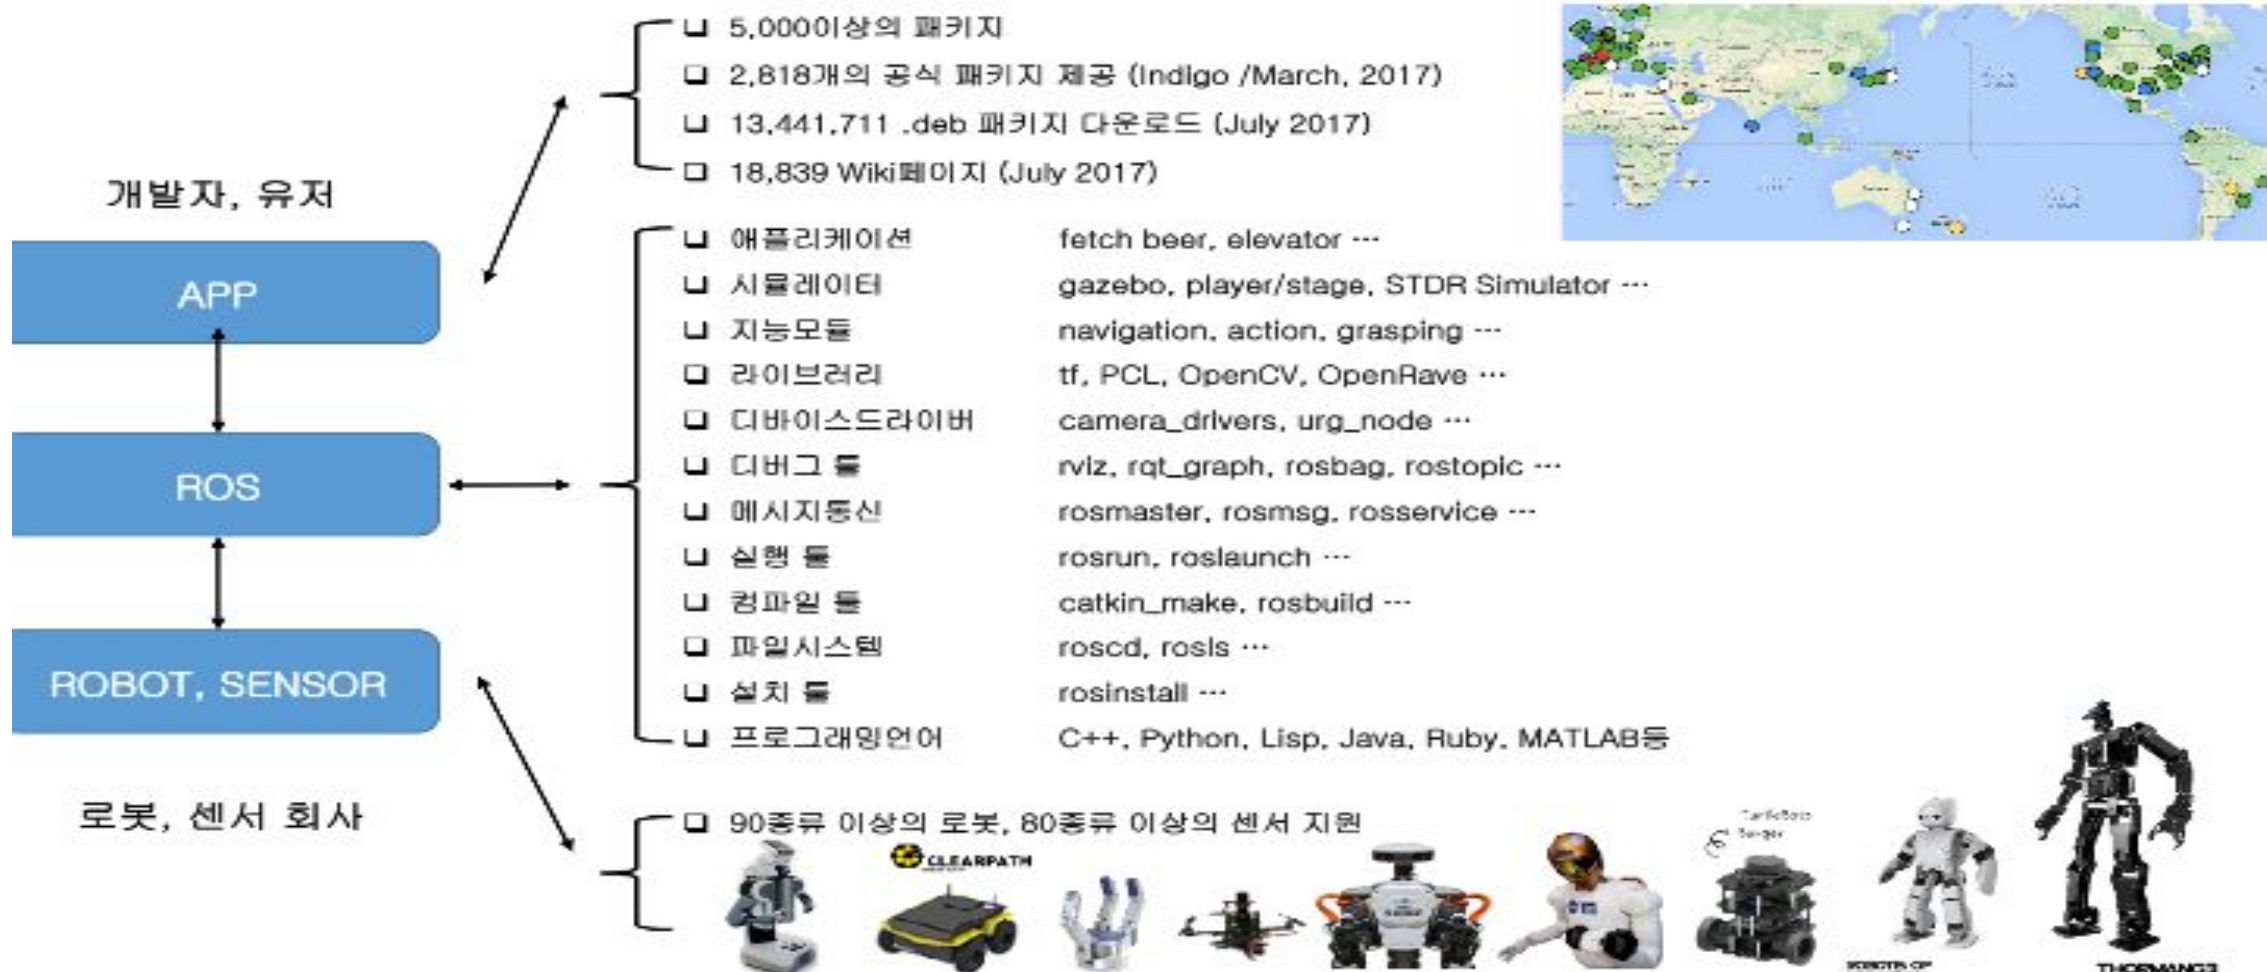 5,000이상의 패키지
2,818개의 공식 패키지 제공 (Indigo /March, 2017)
13,441,711 .deb 패키지 다운로드 (July 2017)
18,839 Wiki페이지 (July 2017)
개발자, 유저
APP
ROS
ROBOT, SENSOR
로봇, 센서 회사
애플리케이션 fetch beer, elevator ···
시뮬레이터 gazebo, player/stage, STDR Simulator ···
지능모듈 navigation, action, grasping ···
라이브러리 tf, PCL, OpenCV, OpenRave ···
디바이스드라이버 camera_drivers, urg_node ···
디버그 툴 rviz, rqt_graph, rosbag, rostopic ···
메시지통신 rosmaster, rosmsg, rosservice ···
실행 툴 rosrun, roslaunch ···
컴파일 툴 catkin_make, rosbuild ···
파일시스템 roscd, rosls ···
설치 툴 rosinstall ···
프로그래밍언어 C++, Python, Lisp, Java, Ruby, MATLAB등
90종류 이상의 로봇, 80종류 이상의 센서 지원
CLEARPATH
TurtleBot3
Burger
ROBOTIS OP
THORMANG3